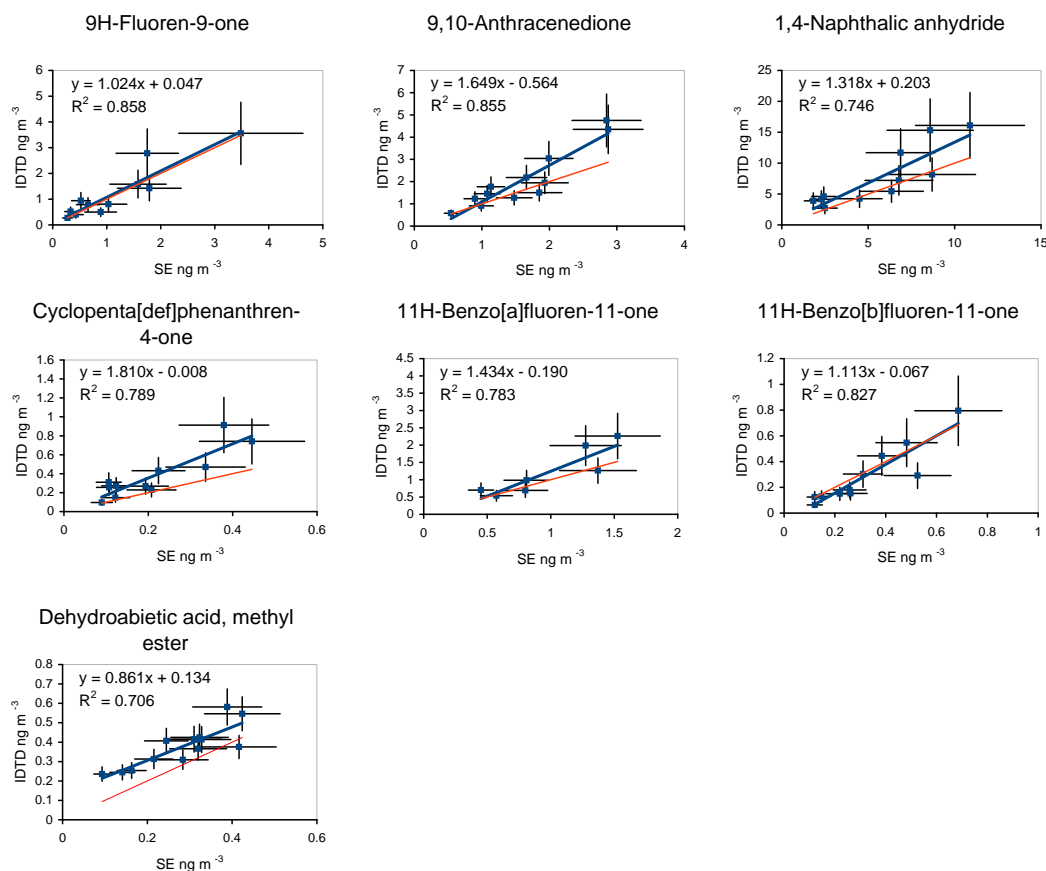 9H-Fluoren-9-one
y = 1.024x + 0.047
R² = 0.858
IDTD ng m⁻³
6
5
4
3
2
1
0
0 1 2 3 4 5
SE ng m⁻³
9,10-Anthracenedione
y = 1.649x - 0.564
R² = 0.855
IDTD ng m⁻³
7
6
5
4
3
2
1
0
0 1 2 3 4
SE ng m⁻³
1,4-Naphthalic anhydride
y = 1.318x + 0.203
R² = 0.746
IDTD ng m⁻³
25
20
15
10
5
0
0 5 10 15
SE ng m⁻³
Cyclopenta[def]phenanthren-
4-one
y = 1.810x - 0.008
R² = 0.789
IDTD ng m⁻³
1.6
1.4
1.2
1
0.8
0.6
0.4
0.2
0
0 0.2 0.4 0.6
SE ng m⁻³
11H-Benzo[a]fluoren-11-one
y = 1.434x - 0.190
R² = 0.783
IDTD ng m⁻³
4.5
4
3.5
3
2.5
2
1.5
1
0.5
0
0 0.5 1 1.5 2
SE ng m⁻³
11H-Benzo[b]fluoren-11-one
y = 1.113x - 0.067
R² = 0.827
IDTD ng m⁻³
1.2
1
0.8
0.6
0.4
0.2
0
0 0.2 0.4 0.6 0.8 1
SE ng m⁻³
Dehydroabietic acid, methyl
ester
y = 0.861x + 0.134
R² = 0.706
IDTD ng m⁻³
0.8
0.7
0.6
0.5
0.4
0.3
0.2
0.1
0
0 0.2 0.4 0.6
SE ng m⁻³